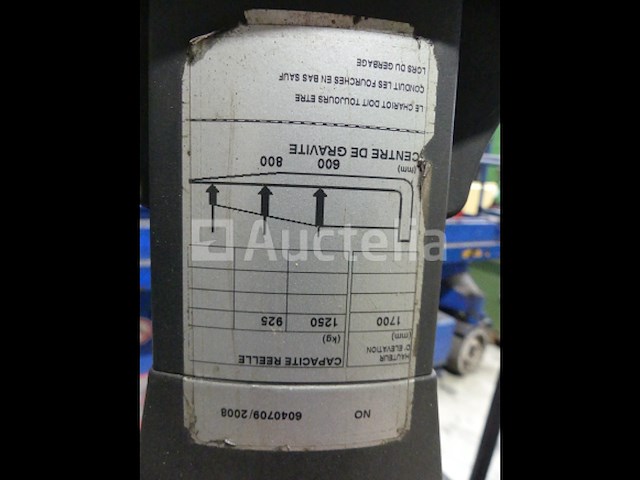 NO 6040709/2008
HAUTEUR D'ELEVATION (mm) CAPACITE REELLE (kg)
1700 1250 925
(mm) 600 800
CENTRE DE GRAVITE
LE CHARIOT DOIT TOUJOURS ETRE
CONDUIT LES FOURCHES EN BAS SAUF
LORS DU GERBAGE
Auctelia